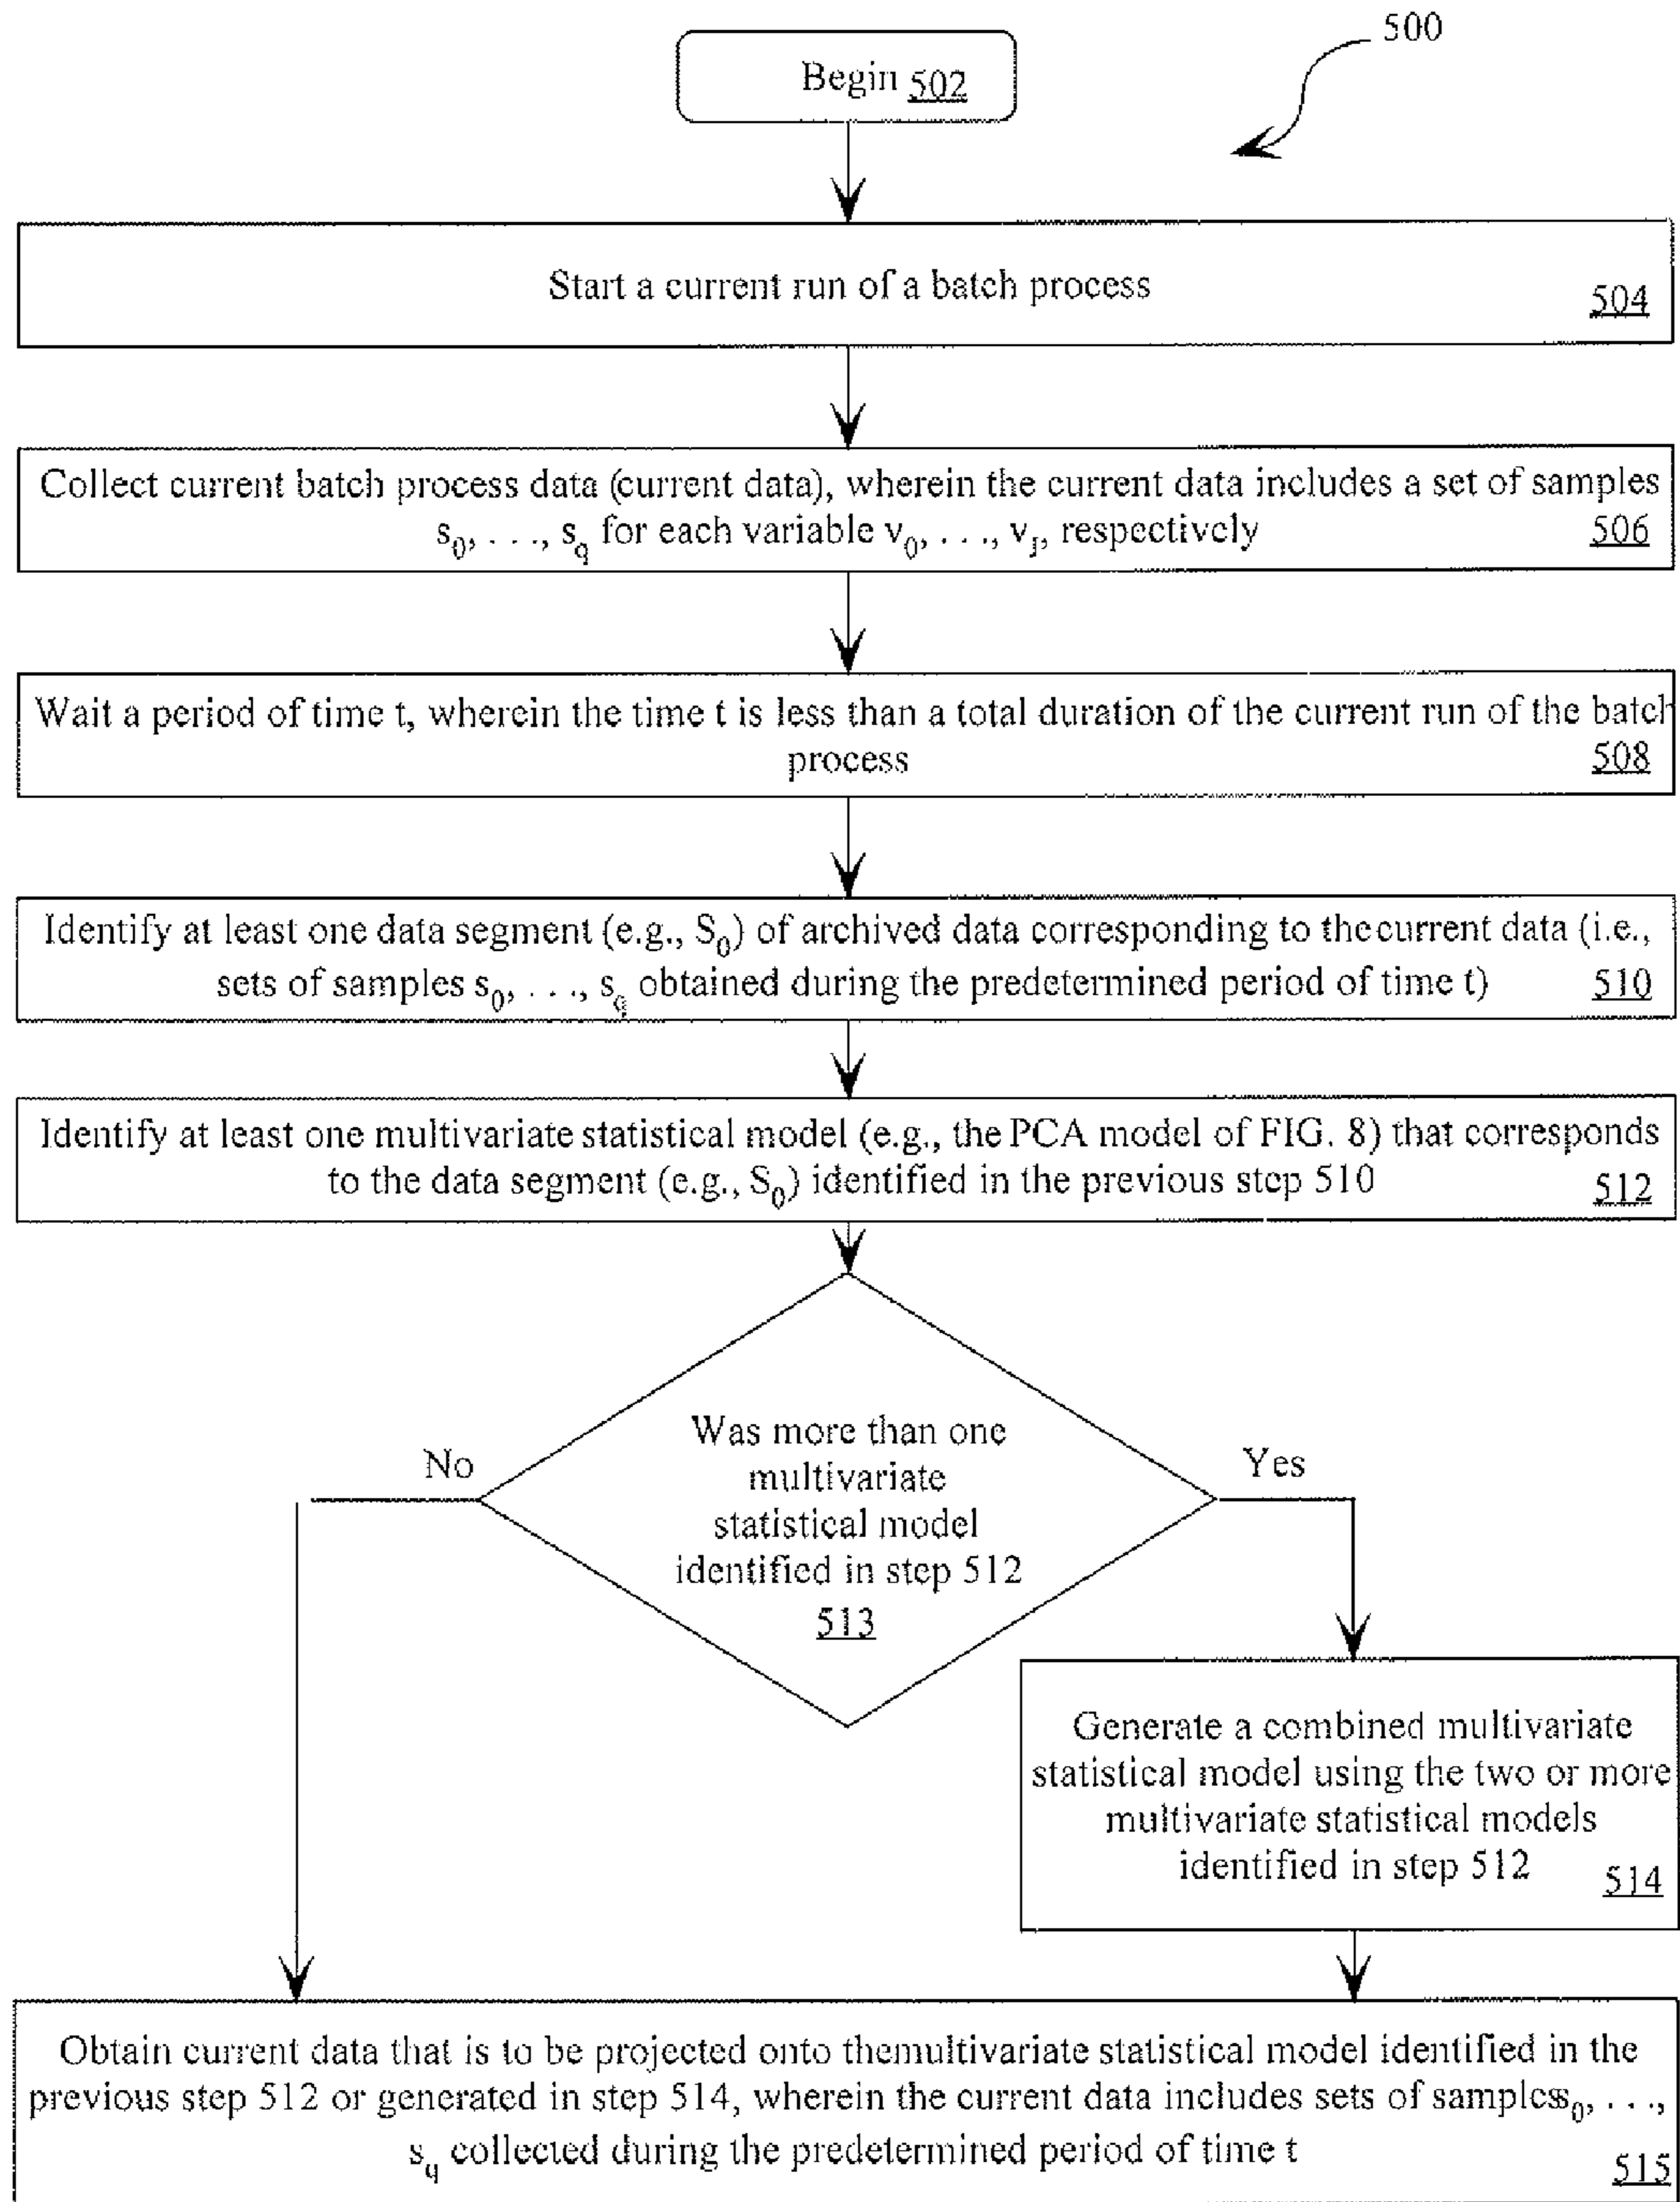 500
Begin 502
Start a current run of a batch process
504
Collect current batch process data (current data), wherein the current data includes a set of samples
s₀, . . ., s_q for each variable v₀, . . ., v_J, respectively
506
Wait a period of time t, wherein the time t is less than a total duration of the current run of the batch
process
508
Identify at least one data segment (e.g., S₀) of archived data corresponding to the current data (i.e.,
sets of samples s₀, . . ., s_q obtained during the predetermined period of time t)
510
Identify at least one multivariate statistical model (e.g., the PCA model of FIG. 8) that corresponds
to the data segment (e.g., S₀) identified in the previous step 510
512
Was more than one
multivariate
statistical model
identified in step 512
513
No
Yes
Generate a combined multivariate
statistical model using the two or more
multivariate statistical models
identified in step 512
514
Obtain current data that is to be projected onto themultivariate statistical model identified in the
previous step 512 or generated in step 514, wherein the current data includes sets of sampless₀, . . .,
s_q collected during the predetermined period of time t
515